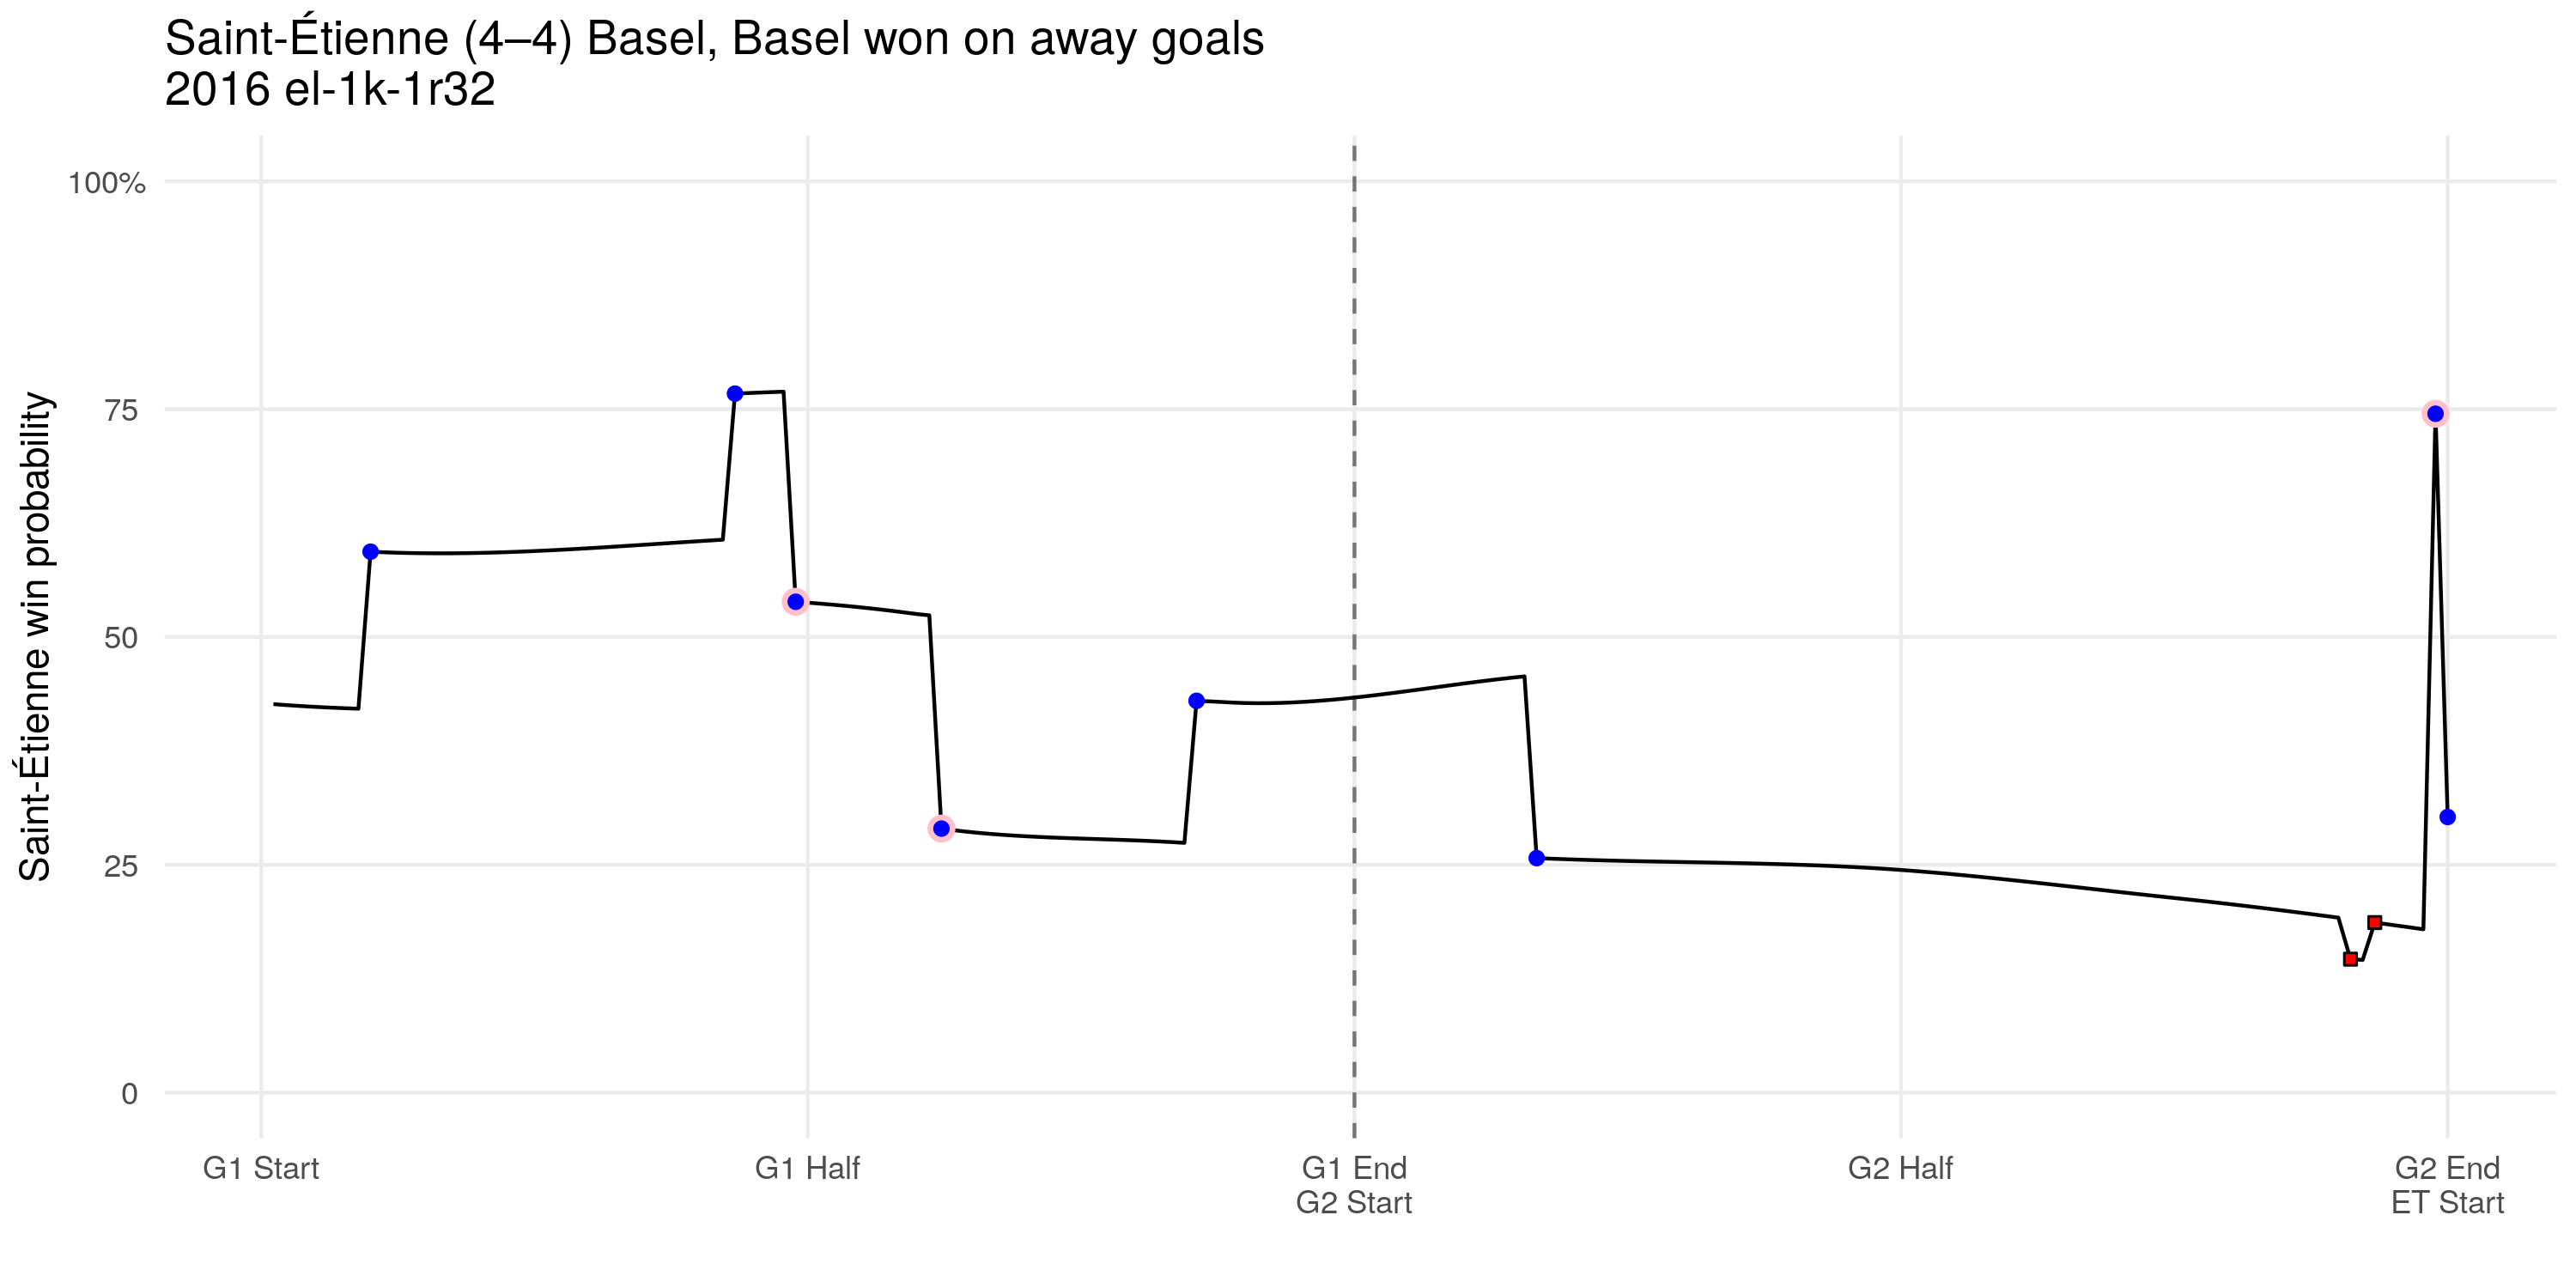 Saint-Étienne (4–4) Basel, Basel won on away goals
2016 el-1k-1r32
Saint-Étienne win probability
100%
75
50
25
0
G1 Start
G1 Half
G1 End
G2 Start
G2 Half
G2 End
ET Start